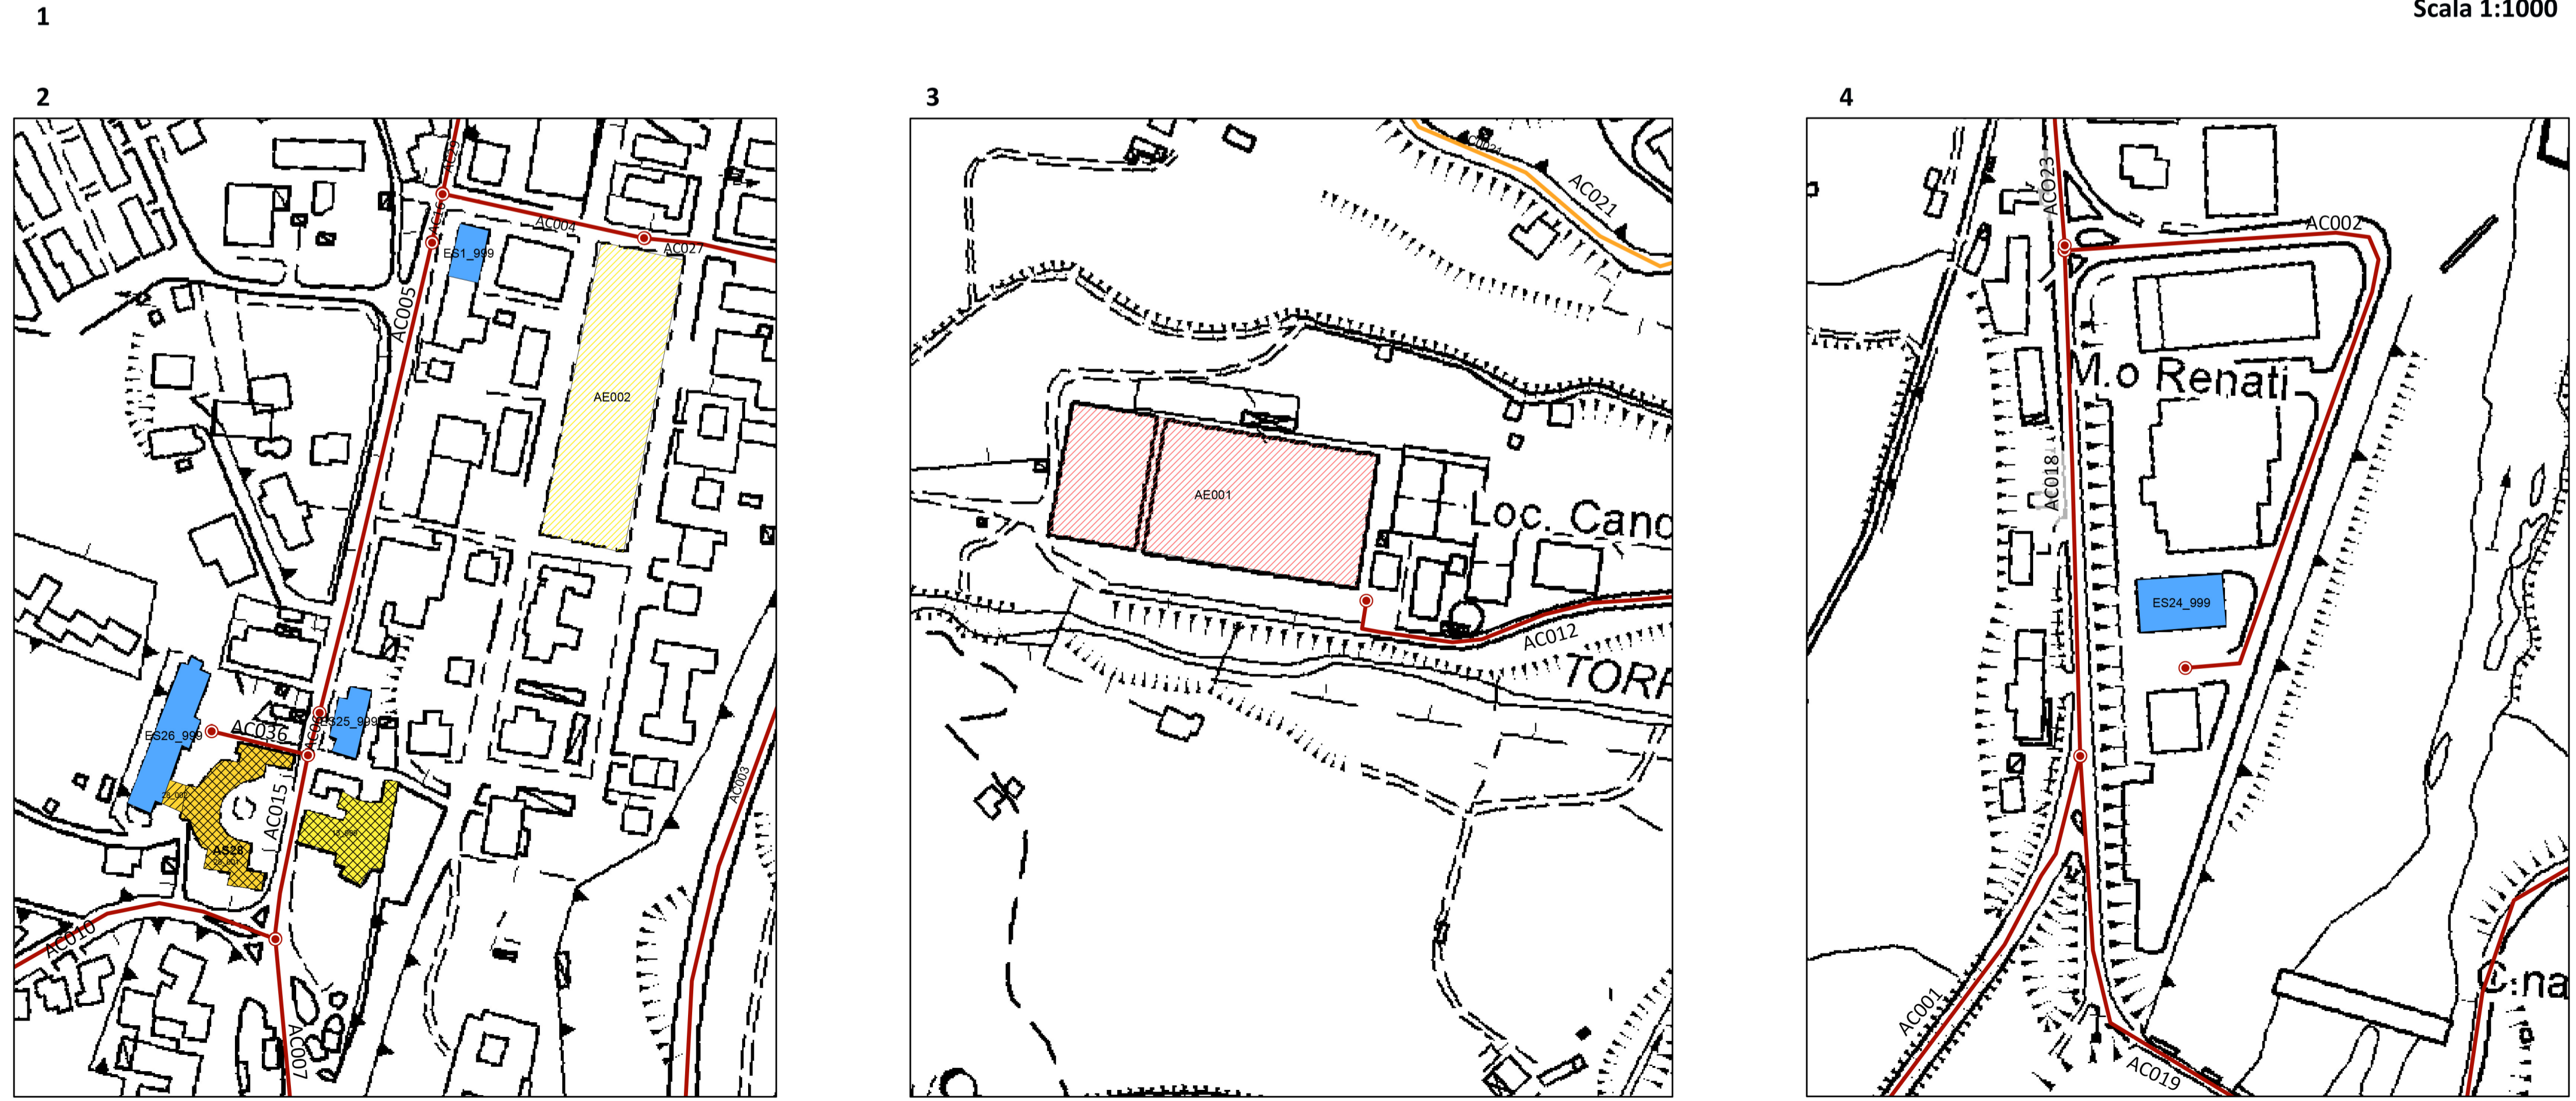 1
Scala 1:1000
2
3
4
AC004
AC027
ES1_999
AC005
AE002
ES25_999
AC036
ES26_999
AC015
AS26
AC003
AC010
AC007
AC021
AE001
Loc. Cano
AC012
TORR
AC023
AC002
M.o Renati
AC018
ES24_999
AC001
AC019
C.na